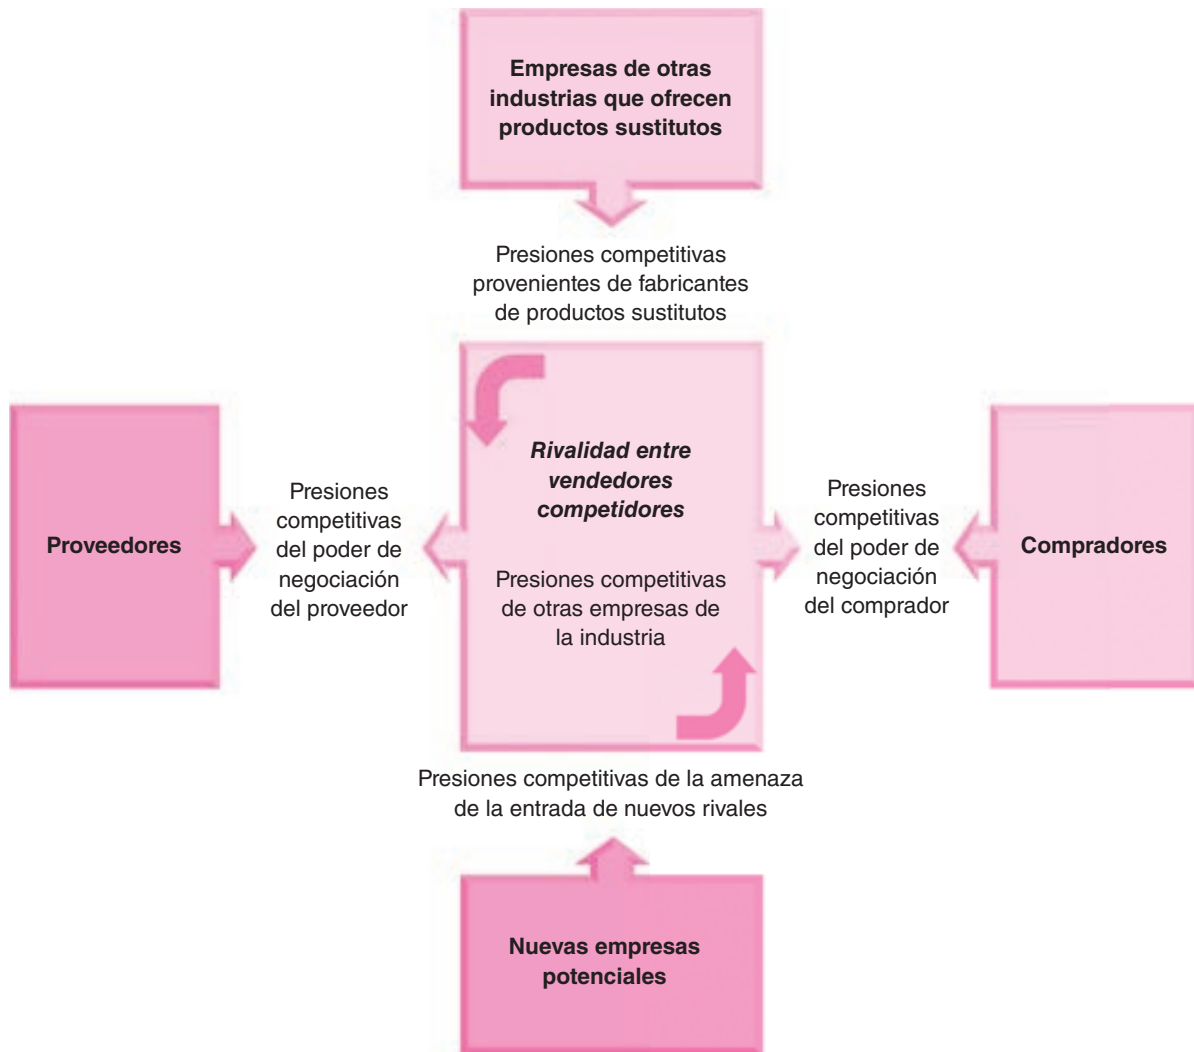 Empresas de otras
industrias que ofrecen
productos sustitutos
Presiones competitivas
provenientes de fabricantes
de productos sustitutos
Proveedores
Presiones
competitivas
del poder de
negociación
del proveedor
Rivalidad entre
vendedores
competidores
Presiones competitivas
de otras empresas de
la industria
Presiones
competitivas
del poder de
negociación
del comprador
Compradores
Presiones competitivas de la amenaza
de la entrada de nuevos rivales
Nuevas empresas
potenciales